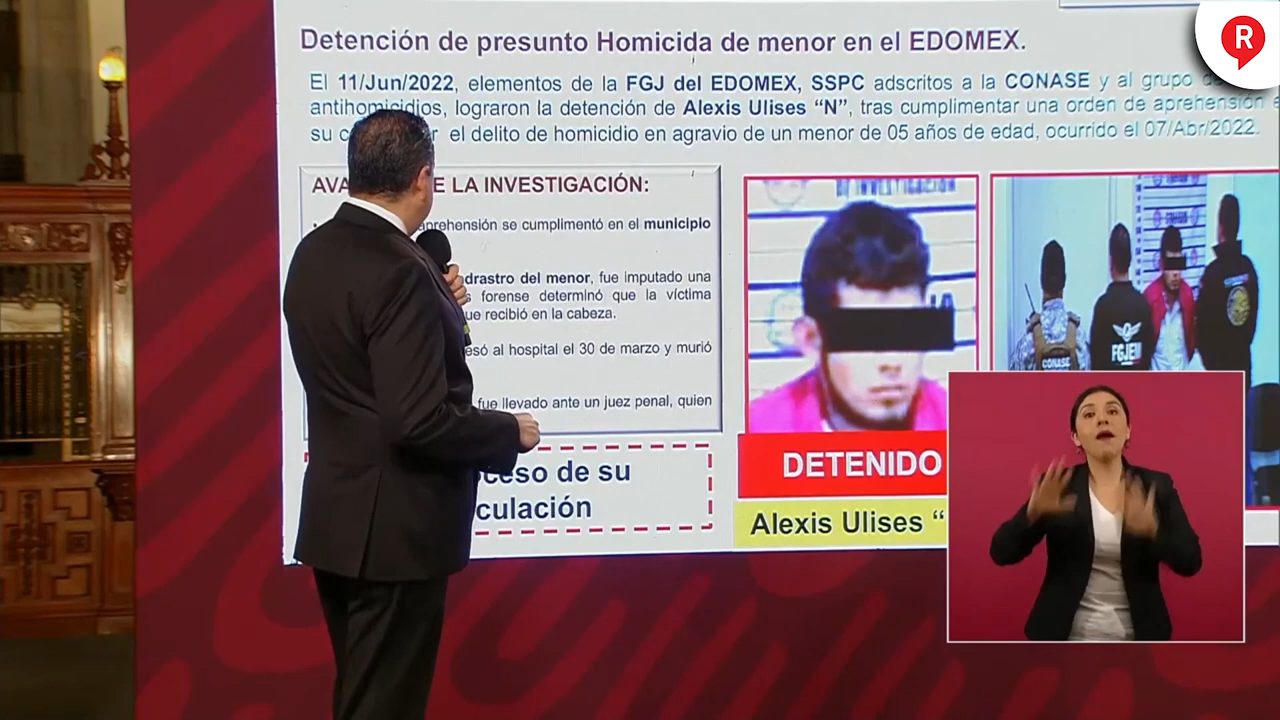 R
Detención de presunto Homicida de menor en el EDOMEX.
El 11/Jun/2022, elementos de la FGJ del EDOMEX, SSPC adscritos a la CONASE y al grupo
antihomicidios, lograron la detención de Alexis Ulises “N”, tras cumplimentar una orden de aprehensión
su el delito de homicidio en agravio de un menor de 05 años de edad, ocurrido el 07/Abr/2022.
E LA INVESTIGACIÓN:
aprehensión se cumplimentó en el municipio
drastro del menor, fue imputado una
forense determinó que la víctima
ue recibió en la cabeza.
esó al hospital el 30 de marzo y murió
fue llevado ante un juez penal, quien
ceso de su
culación
DE INVESTIGACIÓN
DETENIDO
Alexis Ulises “
CONASE
FGJEM